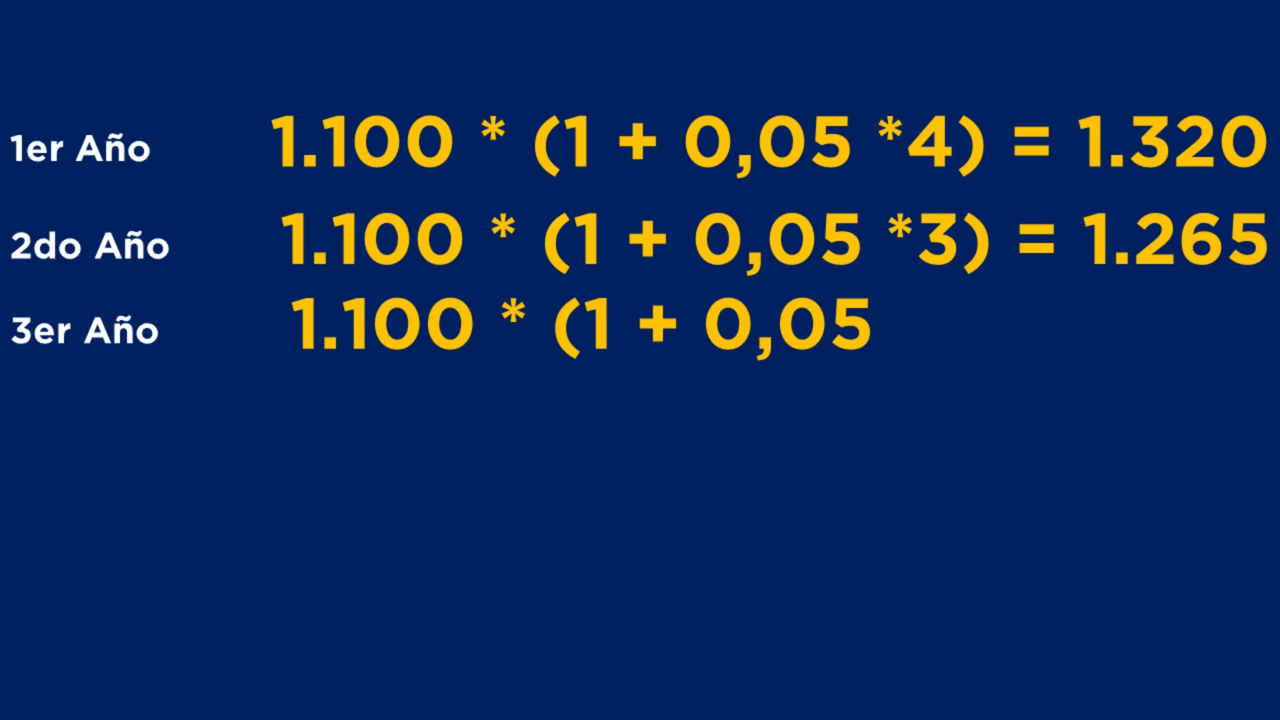 1er Año 1.100 * (1 + 0,05 *4) = 1.320
2do Año 1.100 * (1 + 0,05 *3) = 1.265
3er Año 1.100 * (1 + 0,05